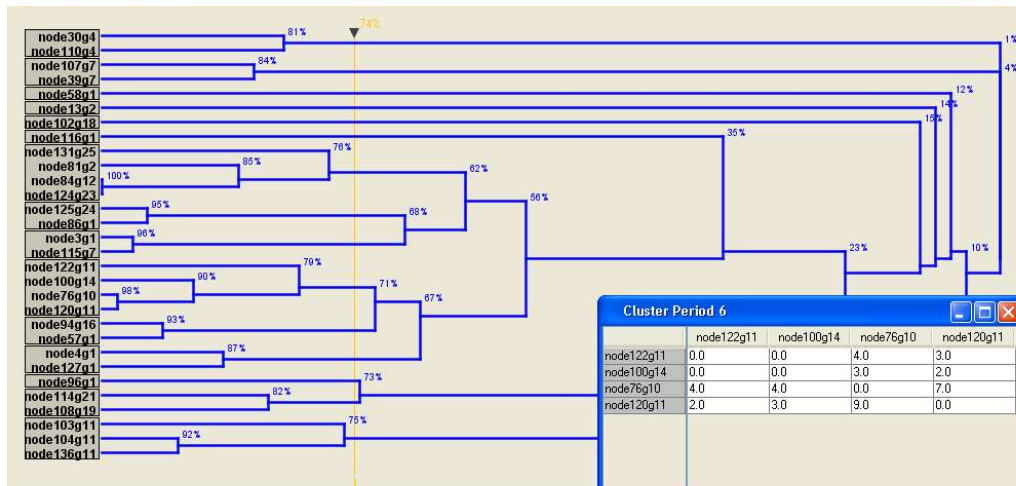 74%
node30g4 81% 1%
node110g4
node107g7 84% 4%
node39g7
node58g1 12%
node13g2 14%
node102g18 15%
node116g1 35%
node131g25 76%
node81g2 85% 62%
node84g12 100%
node124g23 56%
node125g24 95% 68%
node86g1
node3g1 96%
node115g7 23% 10%
node122g11 79%
node100g14 90% 71%
node76g10 98% 67%
node120g11
node94g16 93%
node57g1
node4g1 87%
node127g1
node96g1 73%
node114g21 82%
node108g19
node103g11 75%
node104g11 92%
node136g11
Cluster Period 6
node122g11 node100g14 node76g10 node120g11
node122g11 0.0 0.0 4.0 3.0
node100g14 0.0 0.0 3.0 2.0
node76g10 4.0 4.0 0.0 7.0
node120g11 2.0 3.0 9.0 0.0